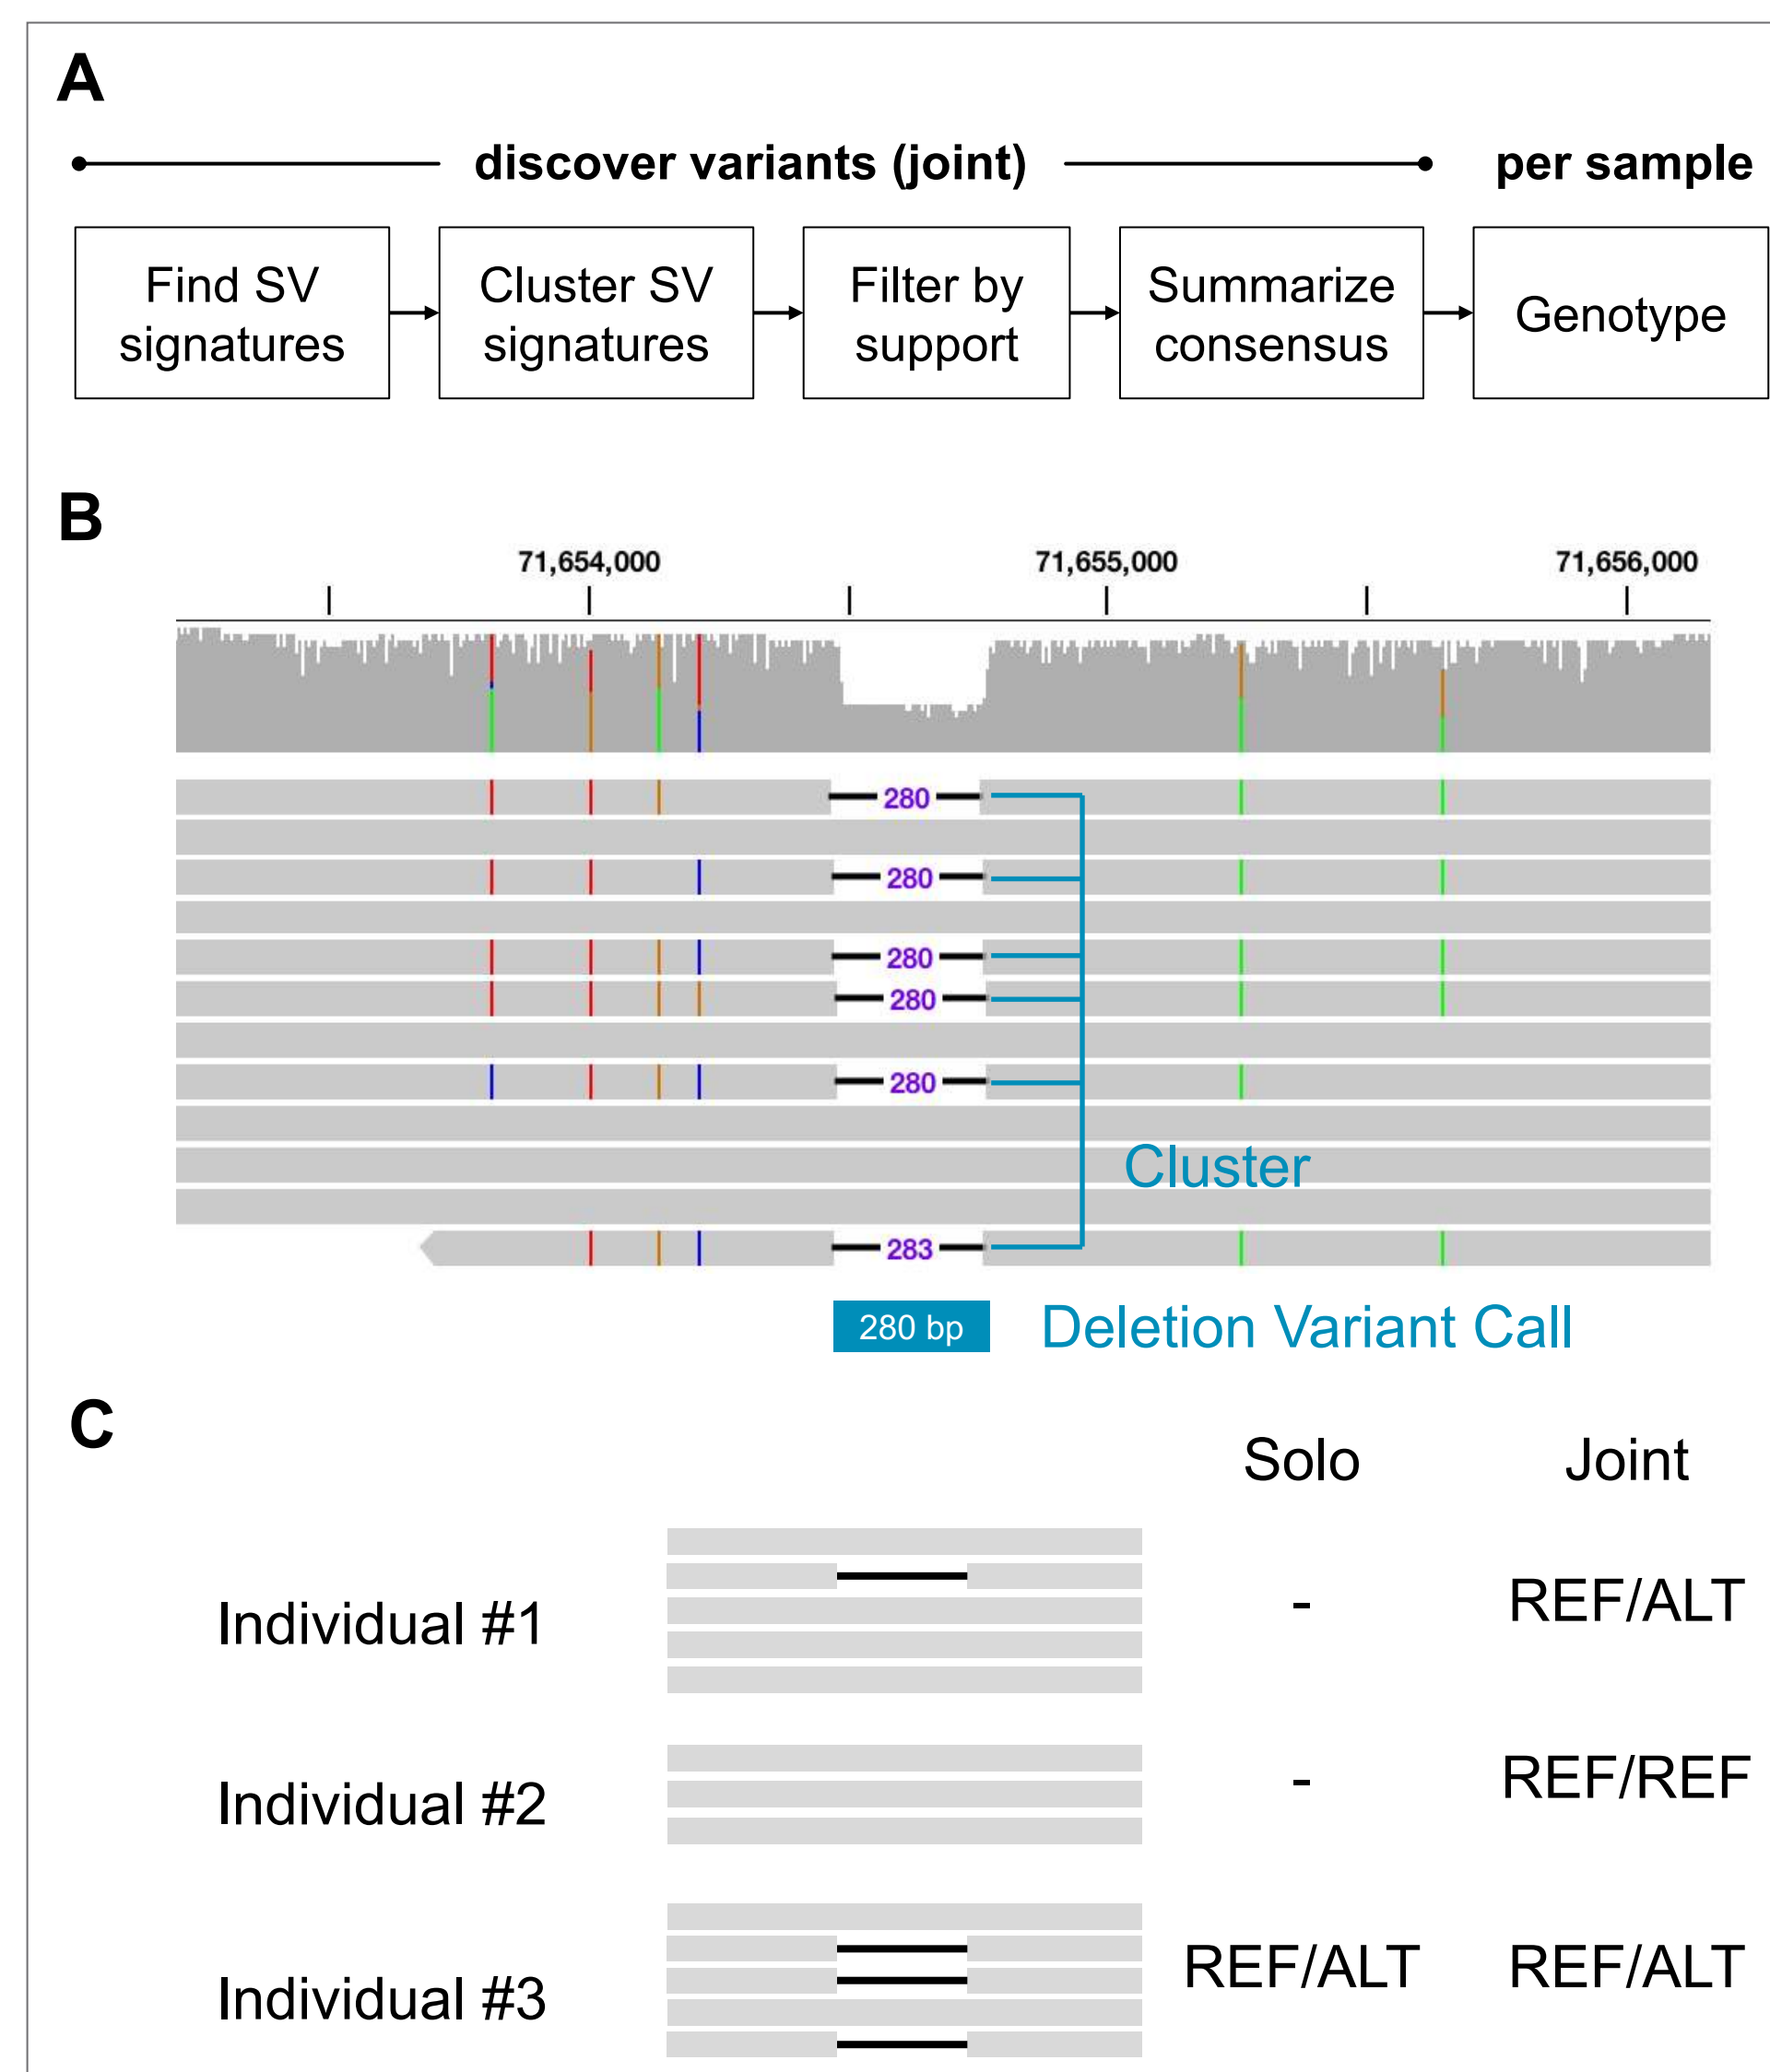 A
discover variants (joint)
per sample
Find SV
signatures
Cluster SV
signatures
Filter by
support
Summarize
consensus
Genotype
B
71,654,000
71,655,000
71,656,000
280
280
280
280
280
Cluster
283
280 bp
Deletion Variant Call
C
Solo
Joint
Individual #1
-
REF/ALT
Individual #2
-
REF/REF
Individual #3
REF/ALT
REF/ALT